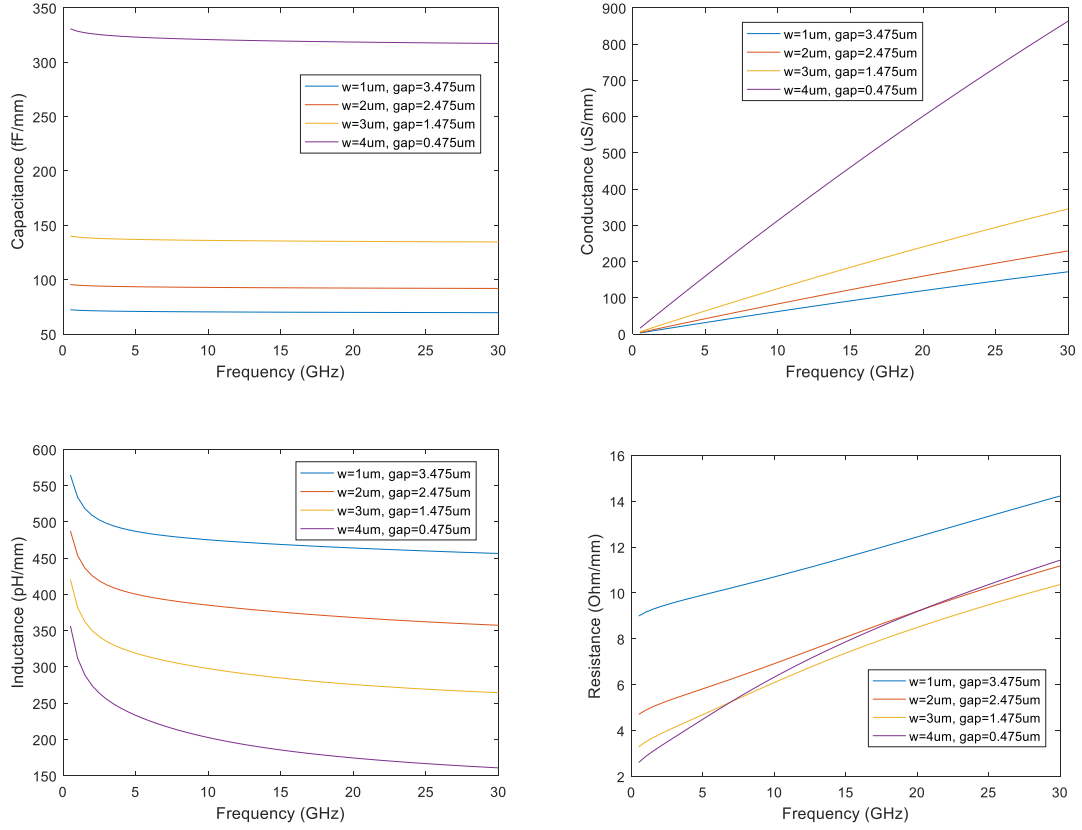 350
300
250
200
150
100
50
0
5
10
15
20
25
30
Capacitance (fF/mm)
Frequency (GHz)
w=1um, gap=3.475um
w=2um, gap=2.475um
w=3um, gap=1.475um
w=4um, gap=0.475um
900
800
700
600
500
400
300
200
100
0
0
5
10
15
20
25
30
Conductance (uS/mm)
Frequency (GHz)
w=1um, gap=3.475um
w=2um, gap=2.475um
w=3um, gap=1.475um
w=4um, gap=0.475um
600
550
500
450
400
350
300
250
200
150
0
5
10
15
20
25
30
Inductance (pH/mm)
Frequency (GHz)
w=1um, gap=3.475um
w=2um, gap=2.475um
w=3um, gap=1.475um
w=4um, gap=0.475um
16
14
12
10
8
6
4
2
0
5
10
15
20
25
30
Resistance (Ohm/mm)
Frequency (GHz)
w=1um, gap=3.475um
w=2um, gap=2.475um
w=3um, gap=1.475um
w=4um, gap=0.475um